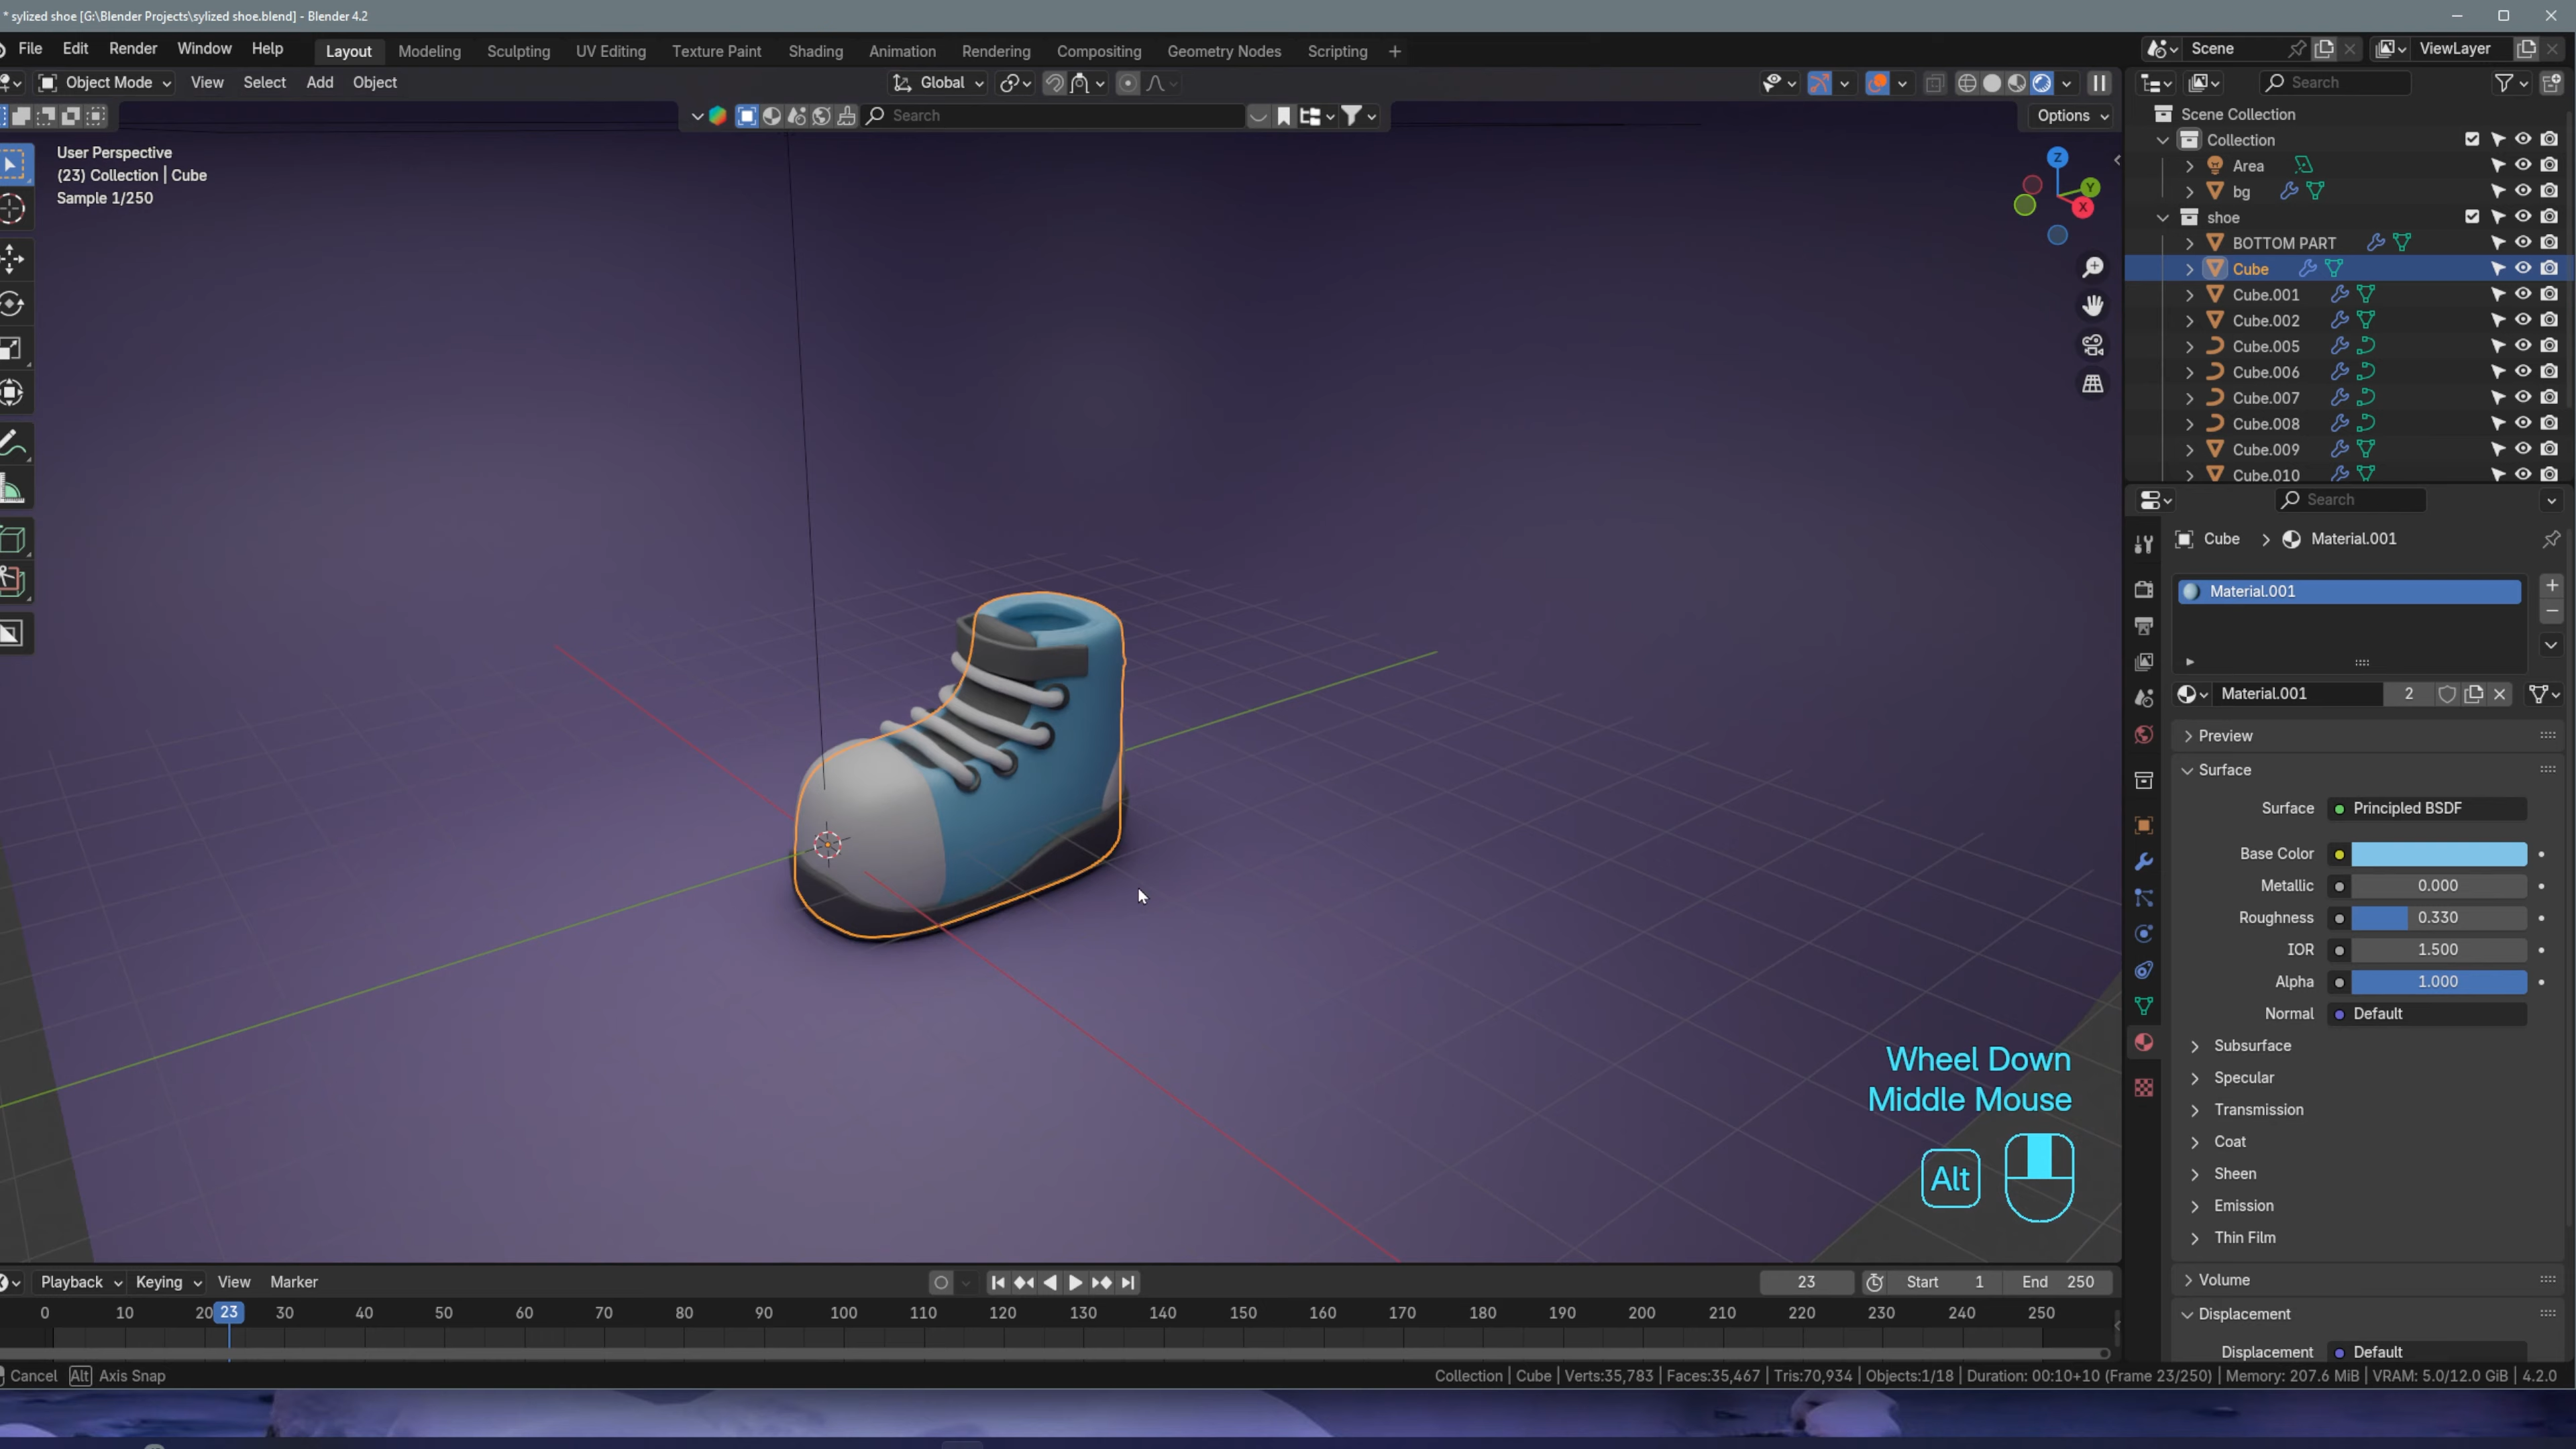 * sylized shoe [G:\Blender Projects\sylized shoe.blend] - Blender 4.2
File Edit Render Window Help Layout Modeling Sculpting UV Editing Texture Paint Shading Animation Rendering Compositing Geometry Nodes Scripting + Scene ViewLayer
Object Mode View Select Add Object Global Search
Search Options
User Perspective
(23) Collection | Cube
Sample 1/250
Z
Y
X
Scene Collection
Collection
Area
bg
shoe
BOTTOM PART
Cube
Cube.001
Cube.002
Cube.005
Cube.006
Cube.007
Cube.008
Cube.009
Cube.010
Search
Cube > Material.001
Material.001
Material.001 2
Preview
Surface
Surface Principled BSDF
Base Color
Metallic 0.000
Roughness 0.330
IOR 1.500
Alpha 1.000
Normal Default
Subsurface
Specular
Transmission
Coat
Sheen
Emission
Thin Film
Volume
Displacement
Displacement Default
Wheel Down
Middle Mouse
Alt
Playback Keying View Marker 23 Start 1 End 250
0 10 20 23 30 40 50 60 70 80 90 100 110 120 130 140 150 160 170 180 190 200 210 220 230 240 250
Cancel Alt Axis Snap Collection | Cube | Verts:35,783 | Faces:35,467 | Tris:70,934 | Objects:1/18 | Duration: 00:10+10 (Frame 23/250) | Memory: 207.6 MiB | VRAM: 5.0/12.0 GiB | 4.2.0